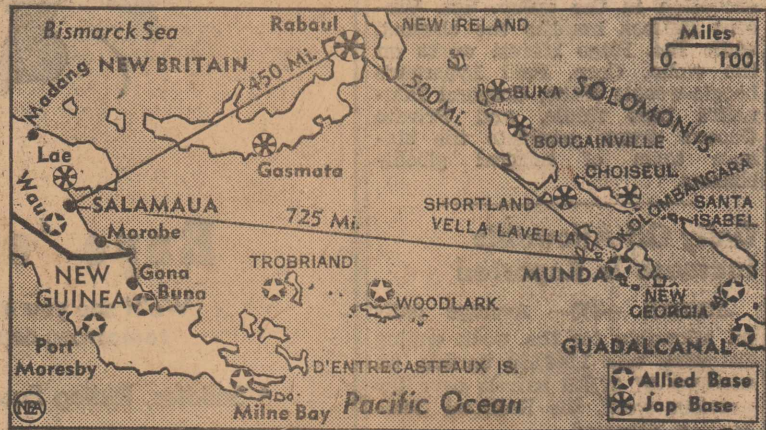 Bismarck Sea
Rabaul
NEW IRELAND
Miles
0 100
Madang
NEW BRITAIN
450 Mi.
500 Mi.
BUKA
SOLOMON IS.
BOUGAINVILLE
Lae
Gasmata
CHOISEUL
KOLOMBANGARA
Wau
SALAMAUA
SHORTLAND
SANTA
ISABEL
725 Mi.
VELLA LAVELLA
Morobe
TROBRIAND
MUNDA
NEW
GUINEA
Gona
Buna
WOODLARK
NEW
GEORGIA
Port
Moresby
GUADALCANAL
D'ENTRECASTEAUX IS.
Allied Base
Jap Base
NEA
Milne Bay
Pacific Ocean